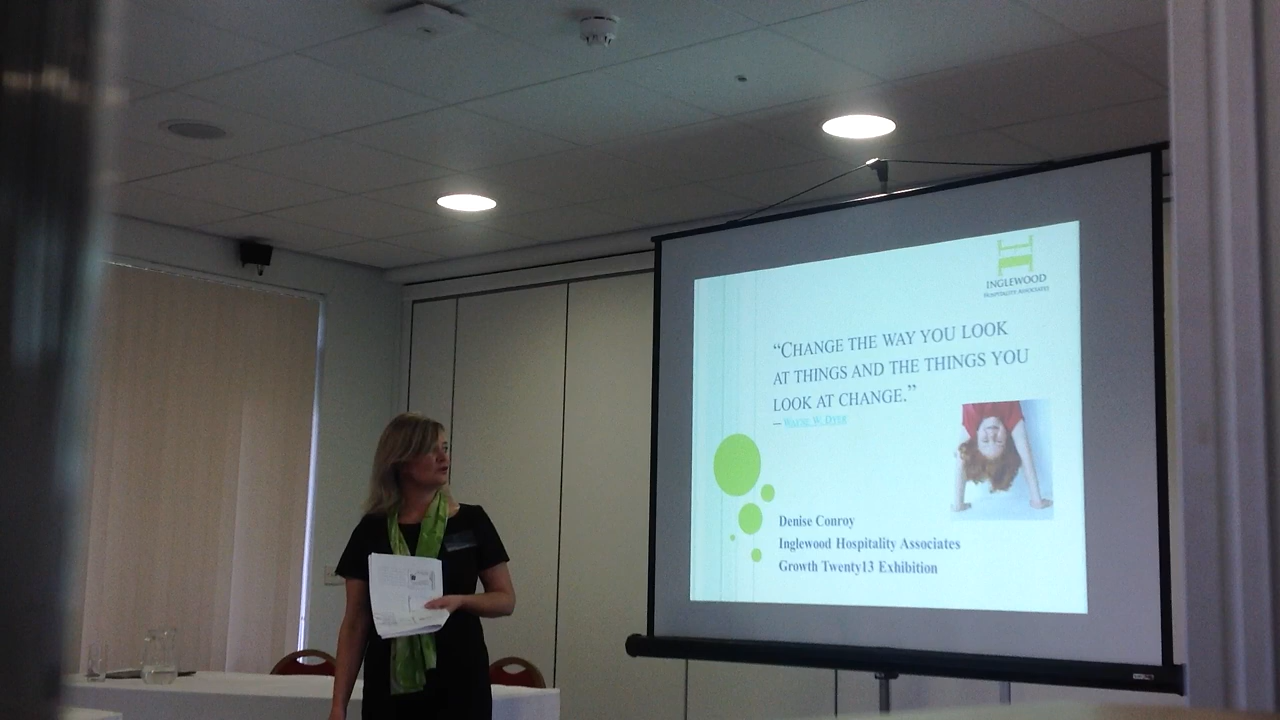 INGLEWOOD
HOSPITALITY ASSOCIATES
“CHANGE THE WAY YOU LOOK
AT THINGS AND THE THINGS YOU
LOOK AT CHANGE.”
― WAYNE W. DYER
Denise Conroy
Inglewood Hospitality Associates
Growth Twenty13 Exhibition